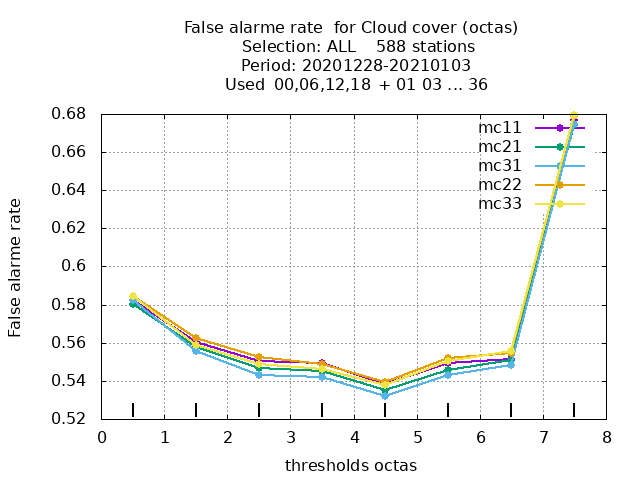 False alarme rate  for Cloud cover (octas)
Selection: ALL    588 stations
Period: 20201228-20210103
Used  00,06,12,18  + 01 03 ... 36
0.68
0.66
0.64
0.62
0.6
0.58
0.56
0.54
0.52
False alarme rate
mc11
mc21
mc31
mc22
mc33
0 1 2 3 4 5 6 7 8
thresholds octas